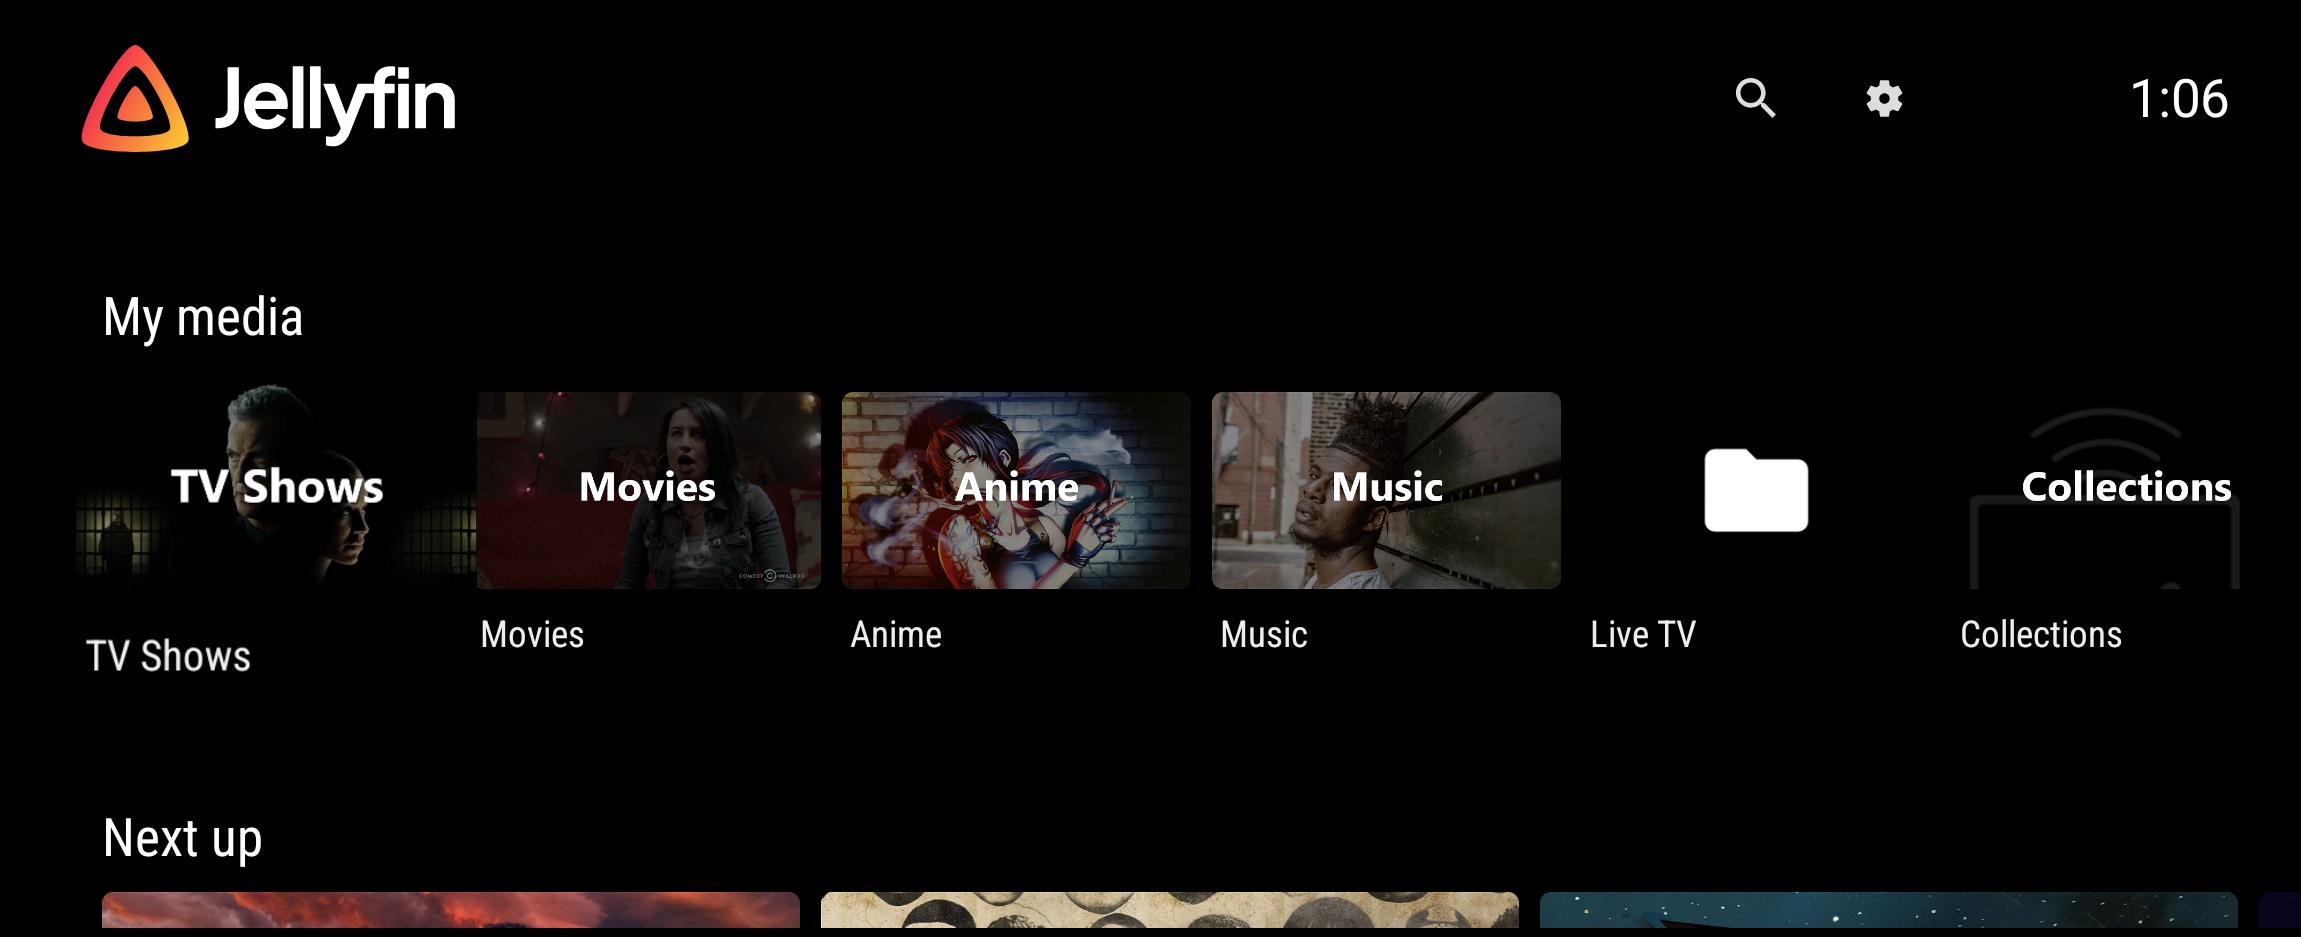 Jellyfin
1:06
My media
TV Shows
Movies
Anime
Music
Collections
TV Shows
Movies
Anime
Music
Live TV
Collections
Next up